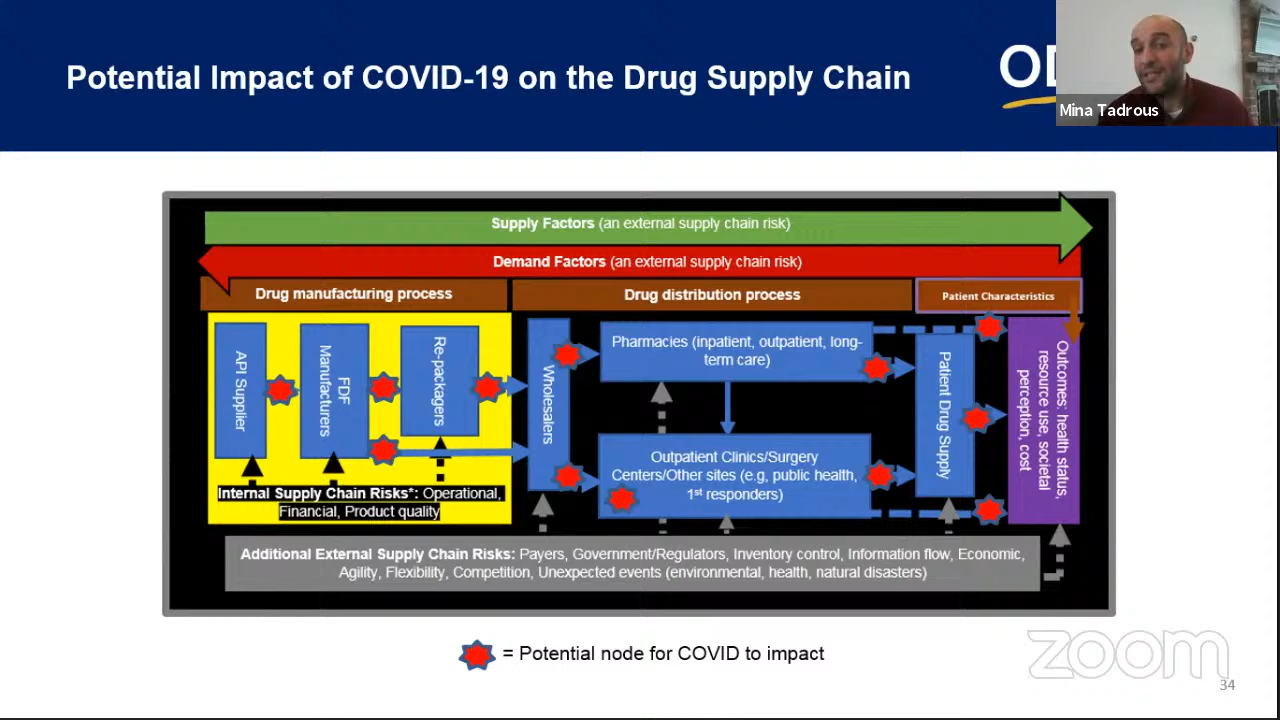 Potential Impact of COVID-19 on the Drug Supply Chain
Mina Tadrous
Supply Factors (an external supply chain risk)
Demand Factors (an external supply chain risk)
Drug manufacturing process
Drug distribution process
Patient Characteristics
API Supplier
FDF
Manufacturers
Re-packagers
Wholesalers
Pharmacies (inpatient, outpatient, long-
term care)
Outpatient Clinics/Surgery
Centers/Other sites (e.g, public health,
1st responders)
Patient Drug Supply
Outcomes: health status,
resource use, societal
perception, cost
Internal Supply Chain Risks*: Operational,
Financial, Product quality
Additional External Supply Chain Risks: Payers, Government/Regulators, Inventory control, Information flow, Economic,
Agility, Flexibility, Competition, Unexpected events (environmental, health, natural disasters)
= Potential node for COVID to impact
zoom
34